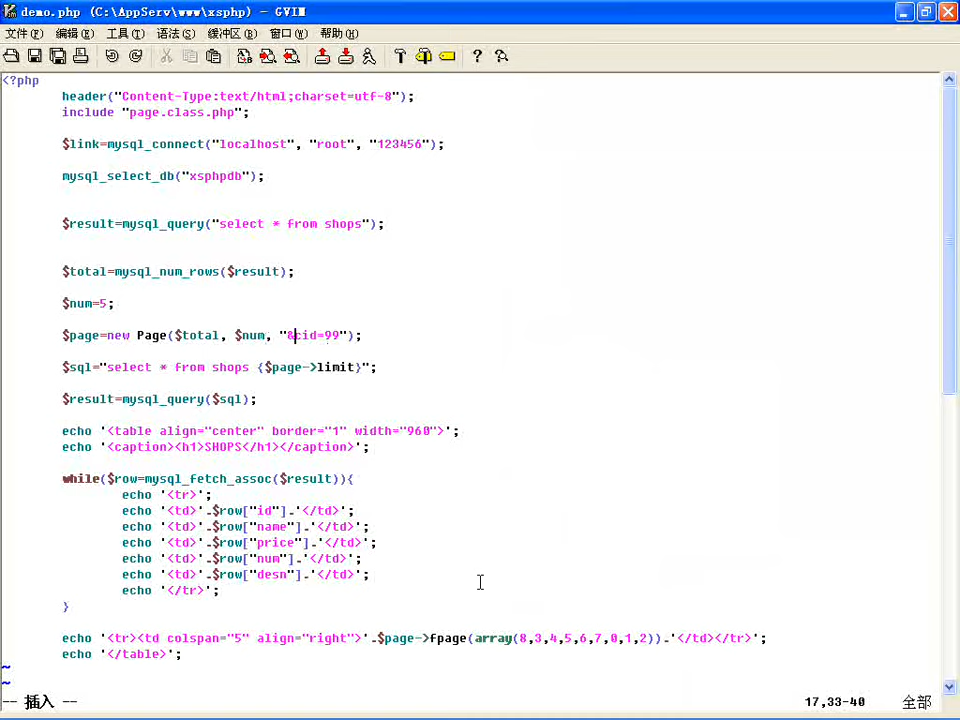 demo.php (C:\AppServ\www\xsphp) - GVIM
文件(F) 编辑(E) 工具(T) 语法(S) 缓冲区(B) 窗口(W) 帮助(H)
<?php
header("Content-Type:text/html;charset=utf-8");
include "page.class.php";
$link=mysql_connect("localhost", "root", "123456");
mysql_select_db("xsphpdb");
$result=mysql_query("select * from shops");
$total=mysql_num_rows($result);
$num=5;
$page=new Page($total, $num, "&cid=99");
$sql="select * from shops {$page->limit}";
$result=mysql_query($sql);
echo '<table align="center" border="1" width="960">';
echo '<caption><h1>SHOPS</h1></caption>';
while($row=mysql_fetch_assoc($result)){
echo '<tr>';
echo '<td>'.$row["id"].'</td>';
echo '<td>'.$row["name"].'</td>';
echo '<td>'.$row["price"].'</td>';
echo '<td>'.$row["num"].'</td>';
echo '<td>'.$row["desn"].'</td>';
echo '</tr>';
}
echo '<tr><td colspan="5" align="right">'.$page->fpage(array(8,3,4,5,6,7,0,1,2)).'</td></tr>';
echo '</table>';
~
~
-- 插入 -- 17,33-40 全部